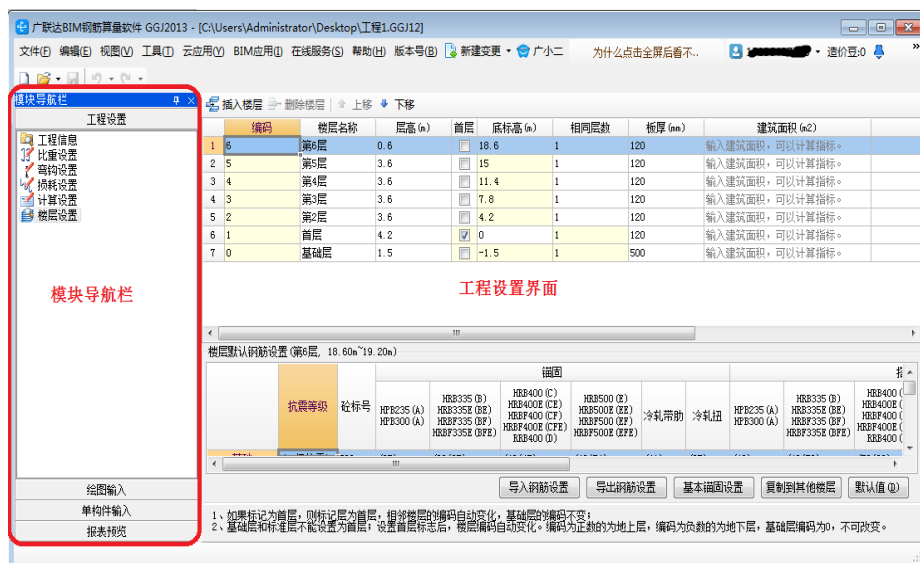 广联达BIM钢筋算量软件 GGJ2013 - [C:\Users\Administrator\Desktop\工程1.GGJ12]
文件(F) 编辑(E) 视图(V) 工具(T) 云应用(Y) BIM应用(I) 在线服务(S) 帮助(H) 版本号(B) 新建变更 广小二 为什么点击全屏后看不.. 造价豆:0
模块导航栏
工程设置
工程信息
比重设置
弯钩设置
损耗设置
计算设置
楼层设置
模块导航栏
绘图输入
单构件输入
报表预览
插入楼层 删除楼层 上移 下移
编码 楼层名称 层高(m) 首层 底标高(m) 相同层数 板厚(mm) 建筑面积(m2)
1 6 第6层 0.6 18.6 1 120 输入建筑面积，可以计算指标。
2 5 第5层 3.6 15 1 120 输入建筑面积，可以计算指标。
3 4 第4层 3.6 11.4 1 120 输入建筑面积，可以计算指标。
4 3 第3层 3.6 7.8 1 120 输入建筑面积，可以计算指标。
5 2 第2层 3.6 4.2 1 120 输入建筑面积，可以计算指标。
6 1 首层 4.2 0 1 120 输入建筑面积，可以计算指标。
7 0 基础层 1.5 -1.5 1 500 输入建筑面积，可以计算指标。
工程设置界面
楼层默认钢筋设置(第6层, 18.60m~19.20m)
锚固
抗震等级 砼标号
HPB235(A)
HPB300(A)
HRB335(B)
HRB335E(BE)
HRBF335(BF)
HRBF335E(BFE)
HRB400(C)
HRB400E(CE)
HRBF400(CF)
HRBF400E(CFE)
RRB400(D)
HRB500(E)
HRB500E(EE)
HRBF500(EF)
HRBF500E(EFE)
冷轧带肋 冷轧扭
HPB235(A)
HPB300(A)
HRB335(B)
HRB335E(BE)
HRBF335(BF)
HRBF335E(BFE)
HRB400(
HRB400E(
HRBF400(
HRBF400E(
RRB400(
导入钢筋设置 导出钢筋设置 基本锚固设置 复制到其他楼层 默认值(D)
1、如果标记为首层，则标记层为首层，相邻楼层的编码自动变化，基础层的编码不变；
2、基础层和标准层不能设置为首层；设置首层标志后，楼层编码自动变化。编码为正数的为地上层，编码为负数的为地下层，基础层编码为0，不可改变。